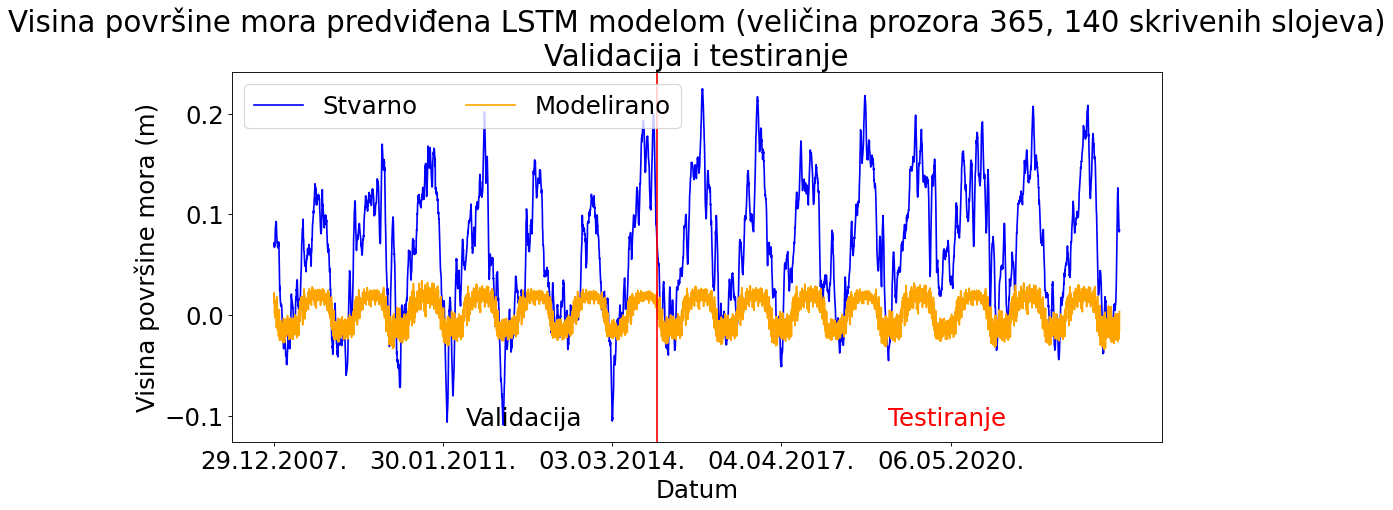 Visina površine mora predviđena LSTM modelom (veličina prozora 365, 140 skrivenih slojeva)
Validacija i testiranje
Stvarno
Modelirano
Visina površine mora (m)
0.2
0.1
0.0
−0.1
Validacija
Testiranje
29.12.2007.
30.01.2011.
03.03.2014.
04.04.2017.
06.05.2020.
Datum